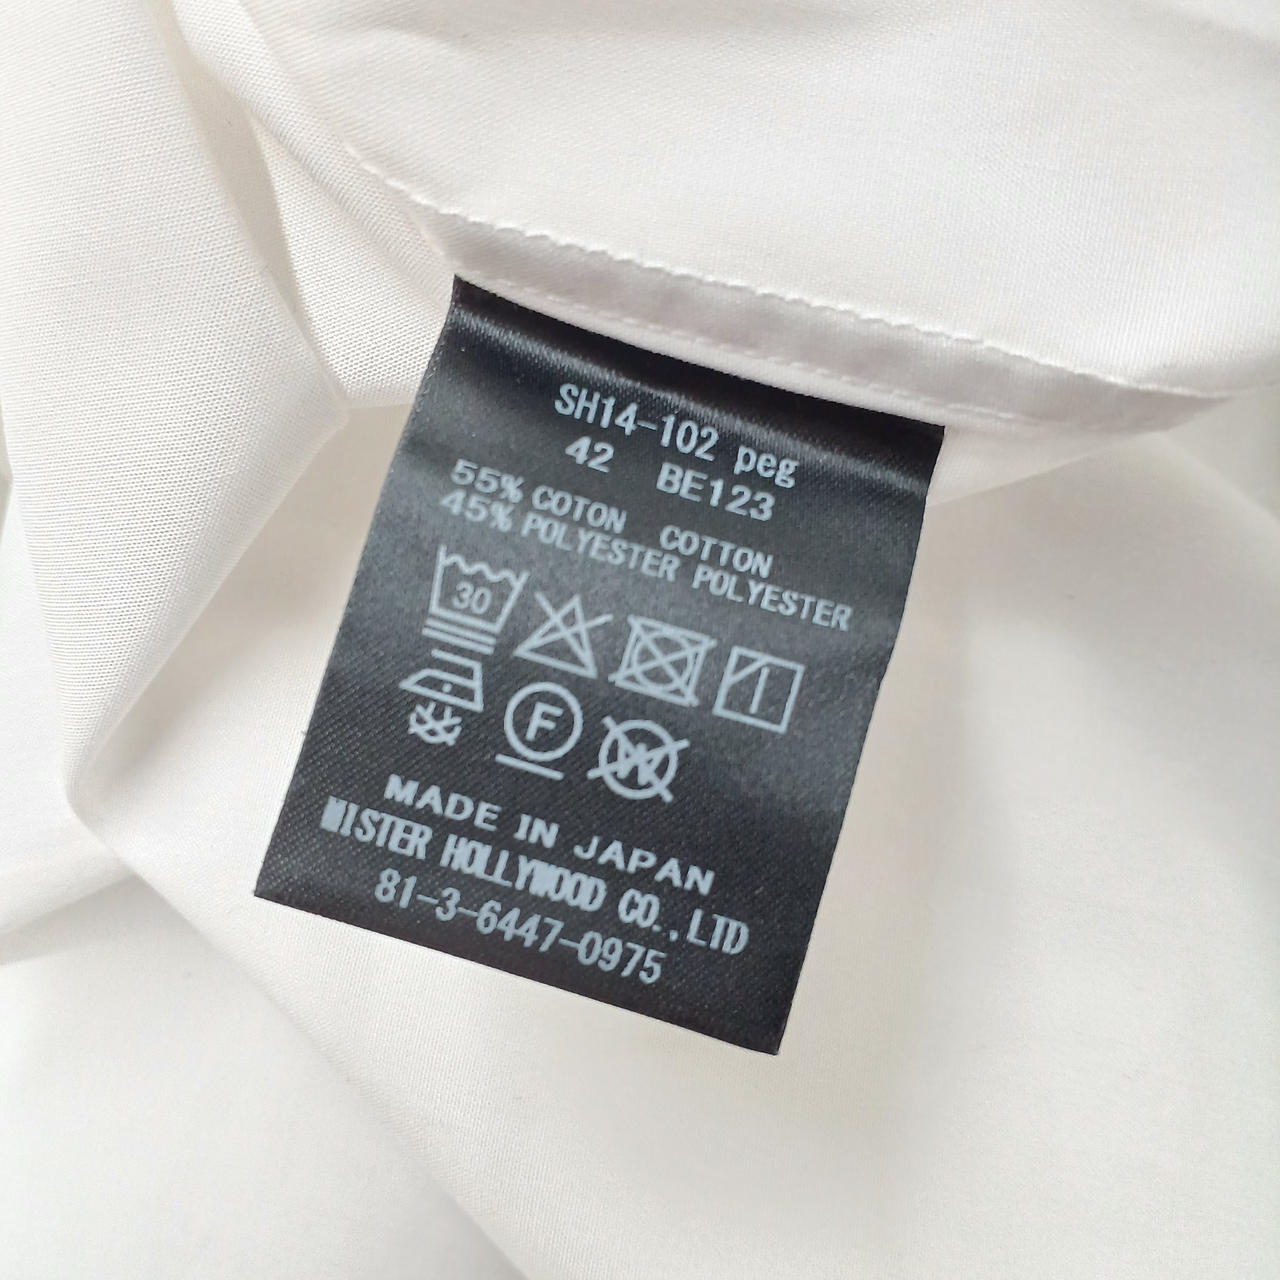 SH14-102 peg
42 BE123
55% COTON COTTON
45% POLYESTER POLYESTER
30
F
W
MADE IN JAPAN
MISTER HOLLYWOOD CO.,LTD
81-3-6447-0975